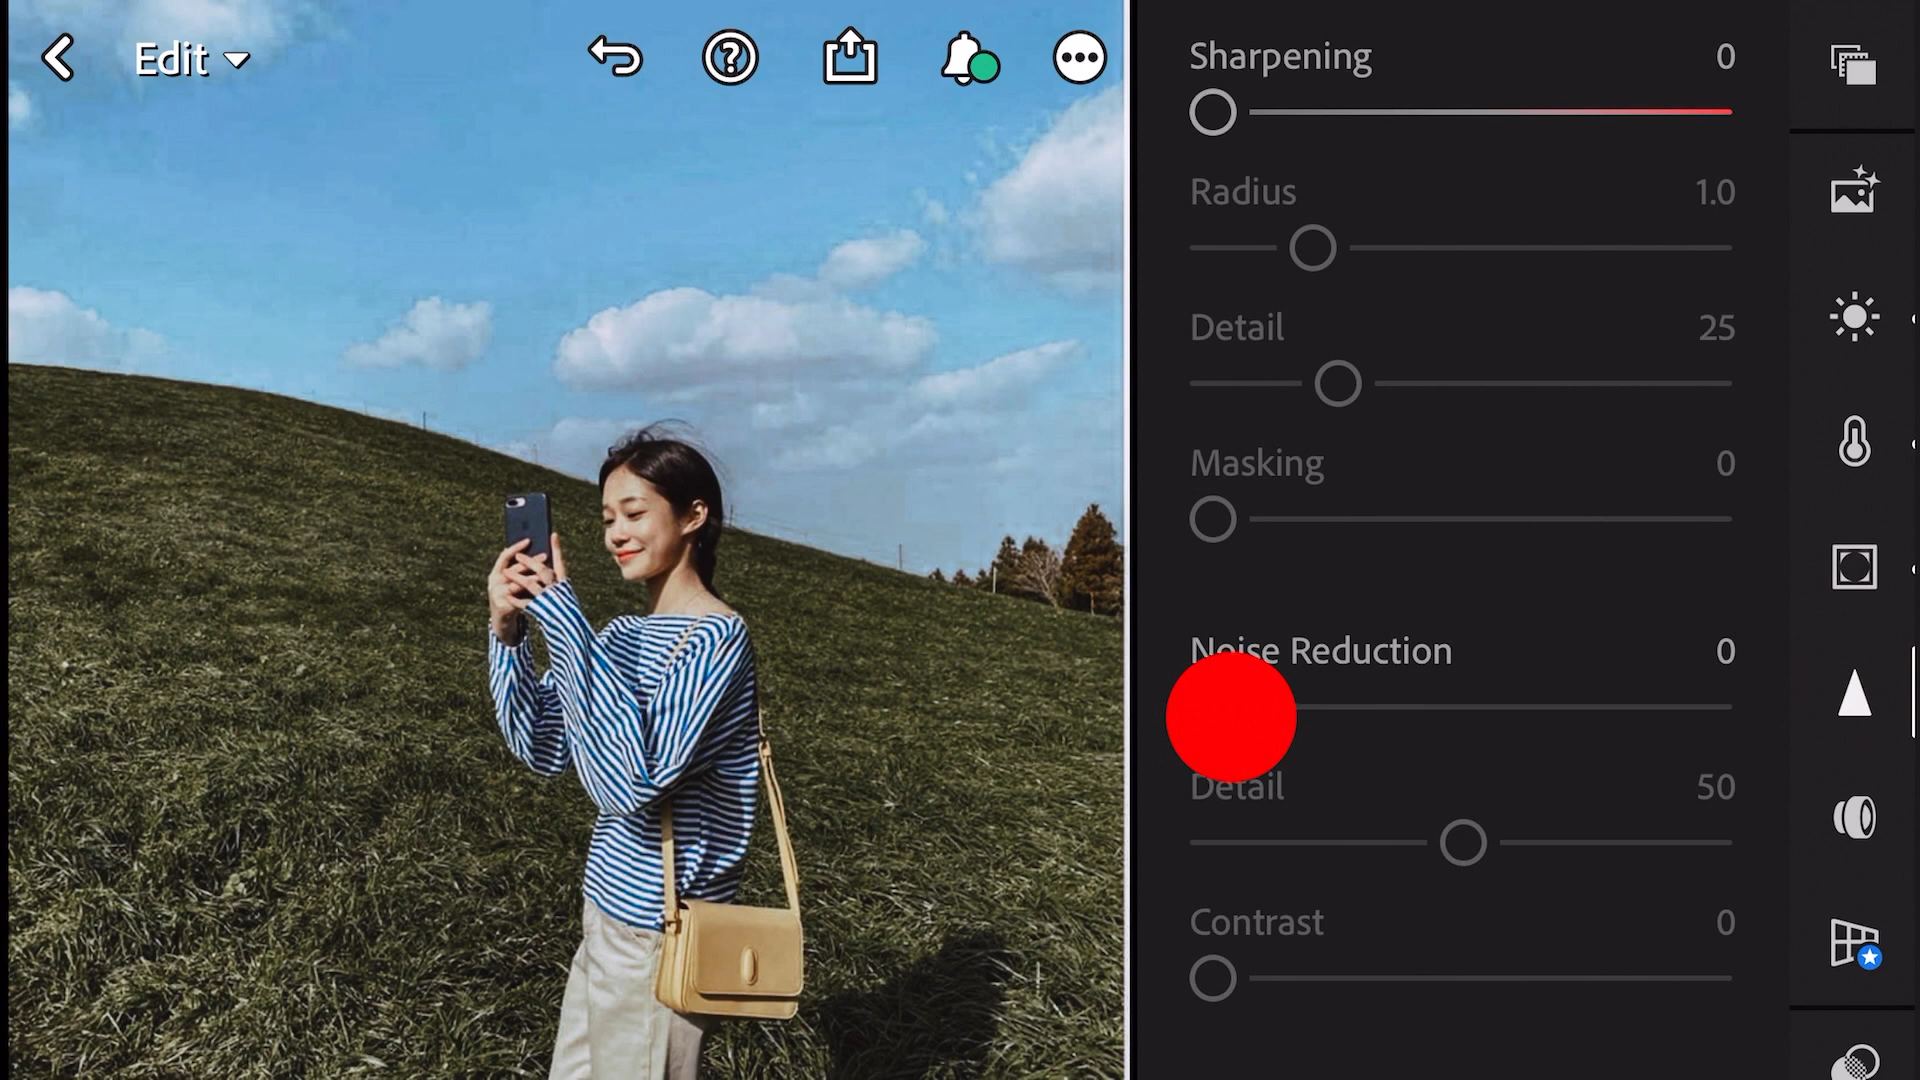 Edit
Sharpening 0
Radius 1.0
Detail 25
Masking 0
Noise Reduction 0
Detail 50
Contrast 0